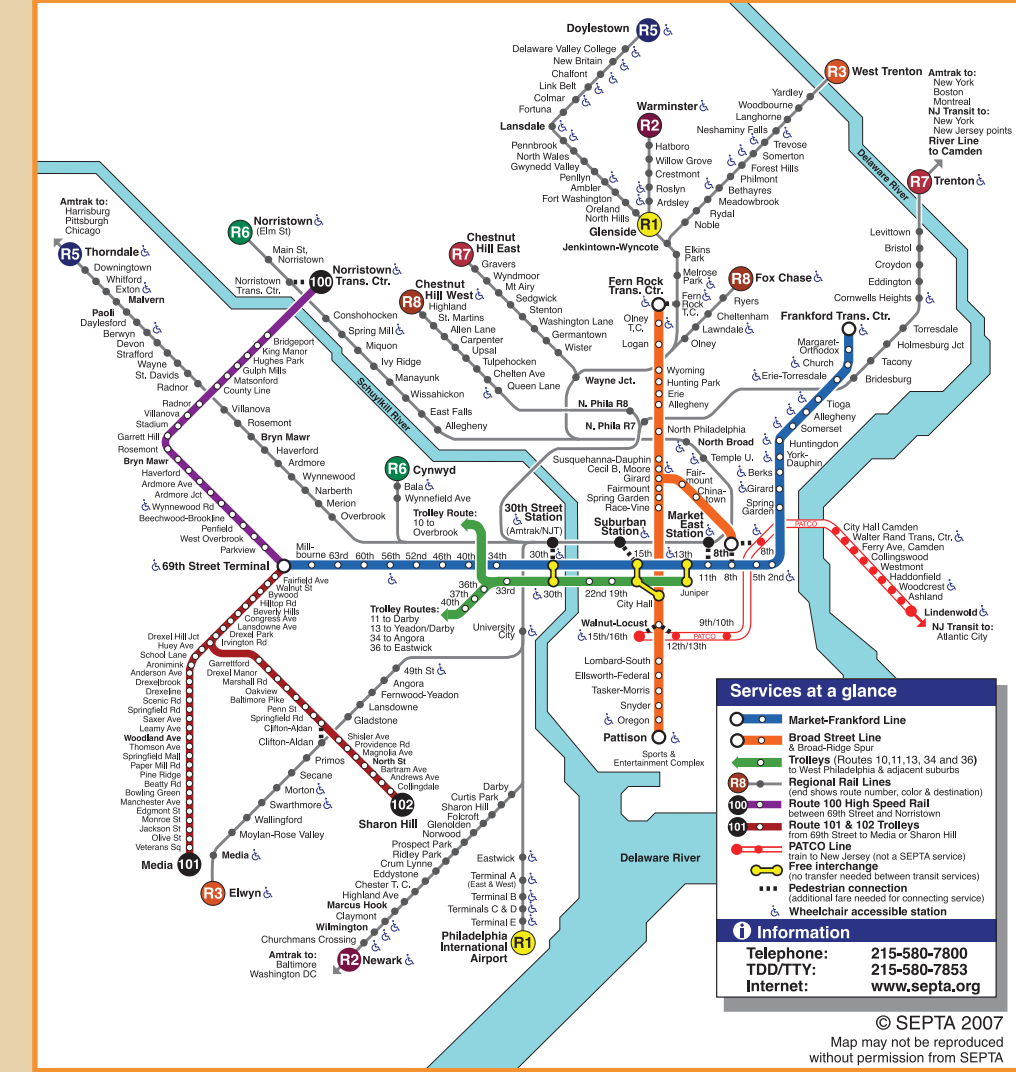 Doylestown
R5
Delaware Valley College
New Britain
Chalfont
Link Belt
Colmar
Fortuna
Lansdale
Pennbrook
North Wales
Gwynedd Valley
Penllyn
Ambler
Fort Washington
Oreland
North Hills
R1
Glenside
Jenkintown-Wyncote
Warminster
R2
Hatboro
Willow Grove
Crestmont
Roslyn
Ardsley
R3
West Trenton
Yardley
Woodbourne
Langhorne
Neshaminy Falls
Trevose
Somerton
Forest Hills
Philmont
Bethayres
Meadowbrook
Rydal
Noble
Amtrak to:
New York
Boston
Montreal
NJ Transit to:
New York
New Jersey points
River Line
to Camden
Delaware River
R7
Trenton
Levittown
Bristol
Croydon
Eddington
Cornwells Heights
Torresdale
Holmesburg Jct
Tacony
Bridesburg
Amtrak to:
Harrisburg
Pittsburgh
Chicago
R5
Thorndale
Downingtown
Whitford
Exton
Malvern
Paoli
Daylesford
Berwyn
Devon
Strafford
Wayne
St. Davids
Radnor
Villanova
Rosemont
Bryn Mawr
Haverford
Ardmore
Wynnewood
Narberth
Merion
Overbrook
R6
Norristown
(Elm St)
Main St,
Norristown
Norristown
Trans. Ctr.
100
Norristown
Trans. Ctr.
Conshohocken
Spring Mill
Miquon
Ivy Ridge
Manayunk
Wissahickon
East Falls
Allegheny
Schuylkill River
Bridgeport
King Manor
Hughes Park
Gulph Mills
Matsonford
County Line
Radnor
Villanova
Stadium
Garrett Hill
Rosemont
Bryn Mawr
Haverford
Ardmore Ave
Ardmore Jct
Wynnewood Rd
Beechwood-Brookline
Penfield
West Overbrook
Parkview
69th Street Terminal
Chestnut
Hill East
R7
Gravers
Wyndmoor
Mt Airy
Sedgwick
Stenton
Washington Lane
Germantown
Wister
Wayne Jct.
Chestnut
Hill West
R8
Highland
St. Martins
Allen Lane
Carpenter
Upsal
Tulpehocken
Chelten Ave
Queen Lane
N. Phila R8
N. Phila R7
Elkins
Park
Melrose
Park
Fern
Rock
T.C.
R8
Fox Chase
Ryers
Cheltenham
Lawndale
Olney
Fern Rock
Trans. Ctr.
Olney
T.C.
Logan
Wyoming
Hunting Park
Erie
Allegheny
North Philadelphia
North Broad
Temple U.
Susquehanna-Dauphin
Cecil B, Moore
Girard
Fairmount
Spring Garden
Race-Vine
Fair-
mount
China-
town
Frankford Trans. Ctr.
Margaret-
Orthodox
Church
Erie-Torresdale
Tioga
Allegheny
Somerset
Huntingdon
York-
Dauphin
Berks
Girard
Spring
Garden
R6
Cynwyd
Bala
Wynnefield Ave
Trolley Route:
10 to
Overbrook
30th Street
Station
(Amtrak/NJT)
Suburban
Station
Market
East
Station
Mill-
bourne
63rd
60th
56th
52nd
46th
40th
34th
30th
15th
13th
8th
8th
11th
8th
5th
2nd
36th
37th
40th
33rd
30th
22nd
19th
City Hall
Juniper
Trolley Routes:
11 to Darby
13 to Yeadon/Darby
34 to Angora
36 to Eastwick
PATCO
City Hall Camden
Walter Rand Trans, Ctr,
Ferry Ave, Camden
Collingswood
Westmont
Haddonfield
Woodcrest
Ashland
Lindenwold
NJ Transit to:
Atlantic City
Walnut-Locust
15th/16th
PATCO
9th/10th
12th/13th
Lombard-South
Ellsworth-Federal
Tasker-Morris
Snyder
Oregon
Pattison
Sports &
Entertainment Complex
Fairfield Ave
Walnut St
Bywood
Hilltop Rd
Beverly Hills
Congress Ave
Lansdowne Ave
Drexel Park
Irvington Rd
Drexel Hill Jct
Huey Ave
School Lane
Aronimink
Anderson Ave
Drexelbrook
Drexeline
Scenic Rd
Springfield Rd
Saxer Ave
Leamy Ave
Woodland Ave
Thomson Ave
Springfield Mall
Paper Mill Rd
Pine Ridge
Beatty Rd
Bowling Green
Manchester Ave
Edgmont St
Monroe St
Jackson St
Olive St
Veterans Sq
Media
101
Garrettford
Drexel Manor
Marshall Rd
Oakview
Baltimore Pike
Penn St
Springfield Rd
Clifton-Aldan
Shisler Ave
Providence Rd
Magnolia Ave
North St
Bartram Ave
Andrews Ave
Collingdale
102
Sharon Hill
University
City
49th St
Angora
Fernwood-Yeadon
Lansdowne
Gladstone
Clifton-Aldan
Primos
Secane
Morton
Swarthmore
Wallingford
Moylan-Rose Valley
Media
R3
Elwyn
Darby
Curtis Park
Sharon Hill
Folcroft
Glenolden
Norwood
Prospect Park
Ridley Park
Crum Lynne
Eddystone
Chester T. C.
Highland Ave
Marcus Hook
Claymont
Wilmington
Churchmans Crossing
R2
Newark
Amtrak to:
Baltimore
Washington DC
Eastwick
Terminal A
(East & West)
Terminal B
Terminals C & D
Terminal E
Philadelphia
International
Airport
R1
Delaware River
Services at a glance
Market-Frankford Line
Broad Street Line
& Broad-Ridge Spur
Trolleys (Routes 10,11,13, 34 and 36)
to West Philadelphia & adjacent suburbs
R8
Regional Rail Lines
(end shows route number, color & destination)
100
Route 100 High Speed Rail
between 69th Street and Norristown
101
Route 101 & 102 Trolleys
from 69th Street to Media or Sharon Hill
PATCO Line
train to New Jersey (not a SEPTA service)
Free interchange
(no transfer needed between transit services)
Pedestrian connection
(additional fare needed for connecting service)
Wheelchair accessible station
i Information
Telephone: 215-580-7800
TDD/TTY: 215-580-7853
Internet: www.septa.org
© SEPTA 2007
Map may not be reproduced
without permission from SEPTA